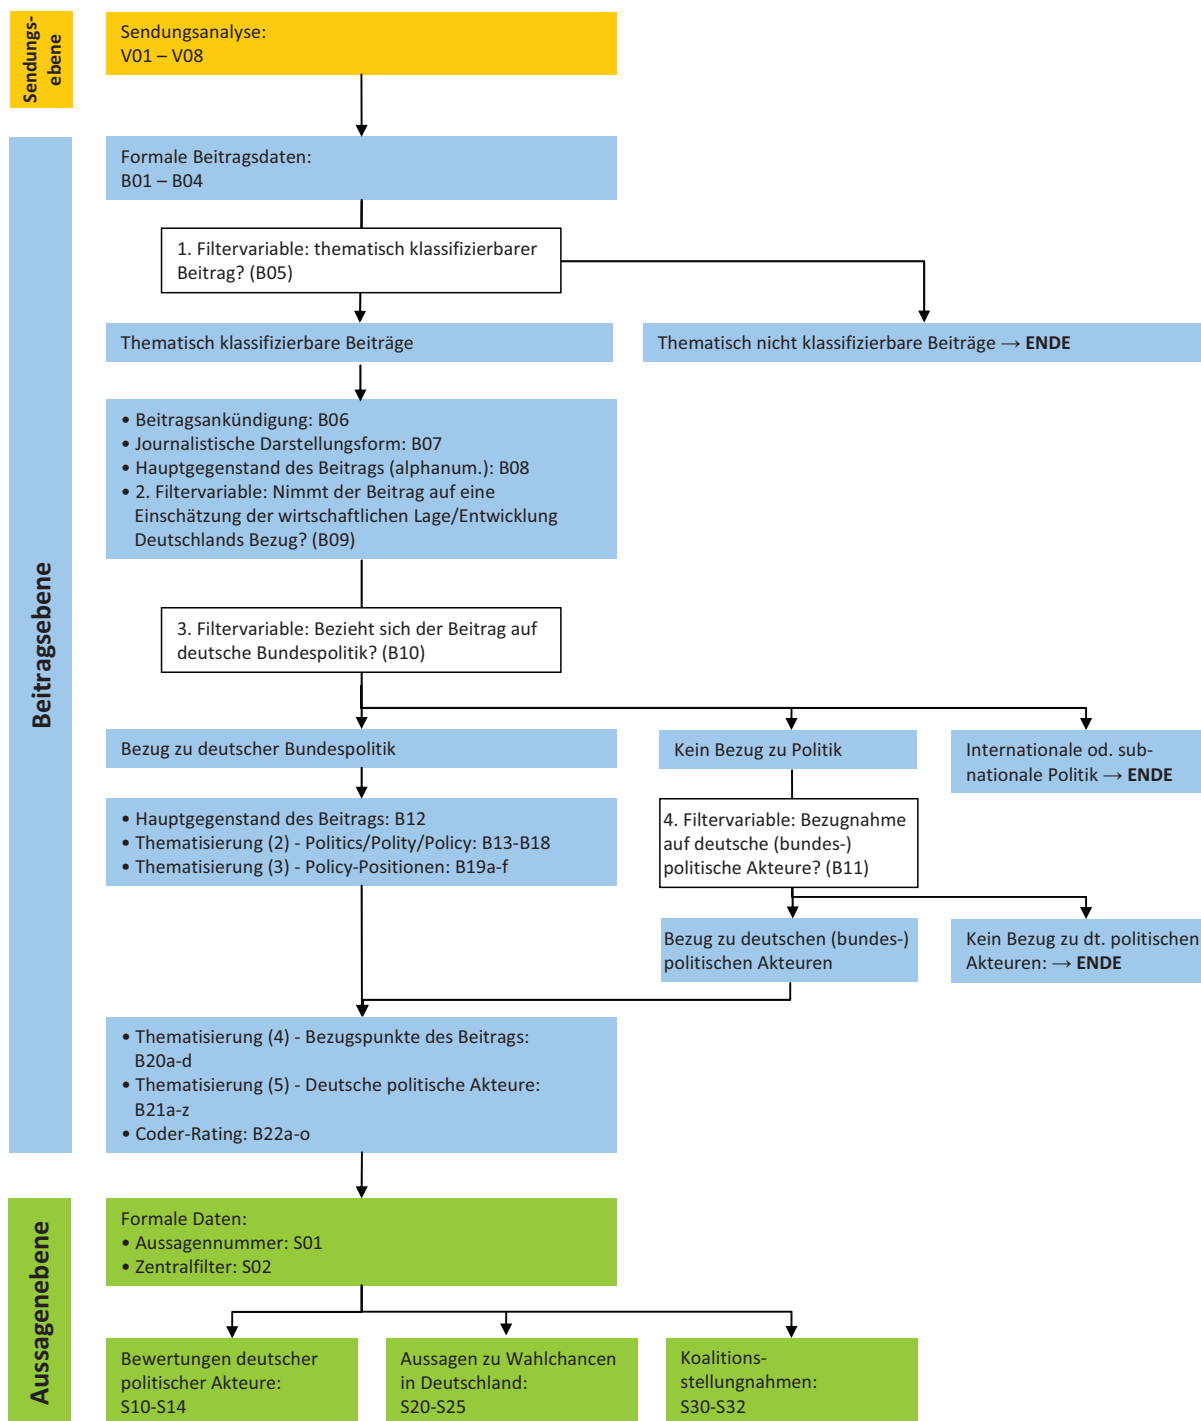 Sendungs-
ebene
Sendungsanalyse:
V01 – V08
Beitragsebene
Formale Beitragsdaten:
B01 – B04
1. Filtervariable: thematisch klassifizierbarer
Beitrag? (B05)
Thematisch klassifizierbare Beiträge
Thematisch nicht klassifizierbare Beiträge → ENDE
• Beitragsankündigung: B06
• Journalistische Darstellungsform: B07
• Hauptgegenstand des Beitrags (alphanum.): B08
• 2. Filtervariable: Nimmt der Beitrag auf eine
Einschätzung der wirtschaftlichen Lage/Entwicklung
Deutschlands Bezug? (B09)
3. Filtervariable: Bezieht sich der Beitrag auf
deutsche Bundespolitik? (B10)
Bezug zu deutscher Bundespolitik
Kein Bezug zu Politik
Internationale od. sub-
nationale Politik → ENDE
• Hauptgegenstand des Beitrags: B12
• Thematisierung (2) - Politics/Polity/Policy: B13-B18
• Thematisierung (3) - Policy-Positionen: B19a-f
4. Filtervariable: Bezugnahme
auf deutsche (bundes-)
politische Akteure? (B11)
Bezug zu deutschen (bundes-)
politischen Akteuren
Kein Bezug zu dt. politischen
Akteuren: → ENDE
• Thematisierung (4) - Bezugspunkte des Beitrags:
B20a-d
• Thematisierung (5) - Deutsche politische Akteure:
B21a-z
• Coder-Rating: B22a-o
Aussagenebene
Formale Daten:
• Aussagennummer: S01
• Zentralfilter: S02
Bewertungen deutscher
politischer Akteure:
S10-S14
Aussagen zu Wahlchancen
in Deutschland:
S20-S25
Koalitions-
stellungnahmen:
S30-S32